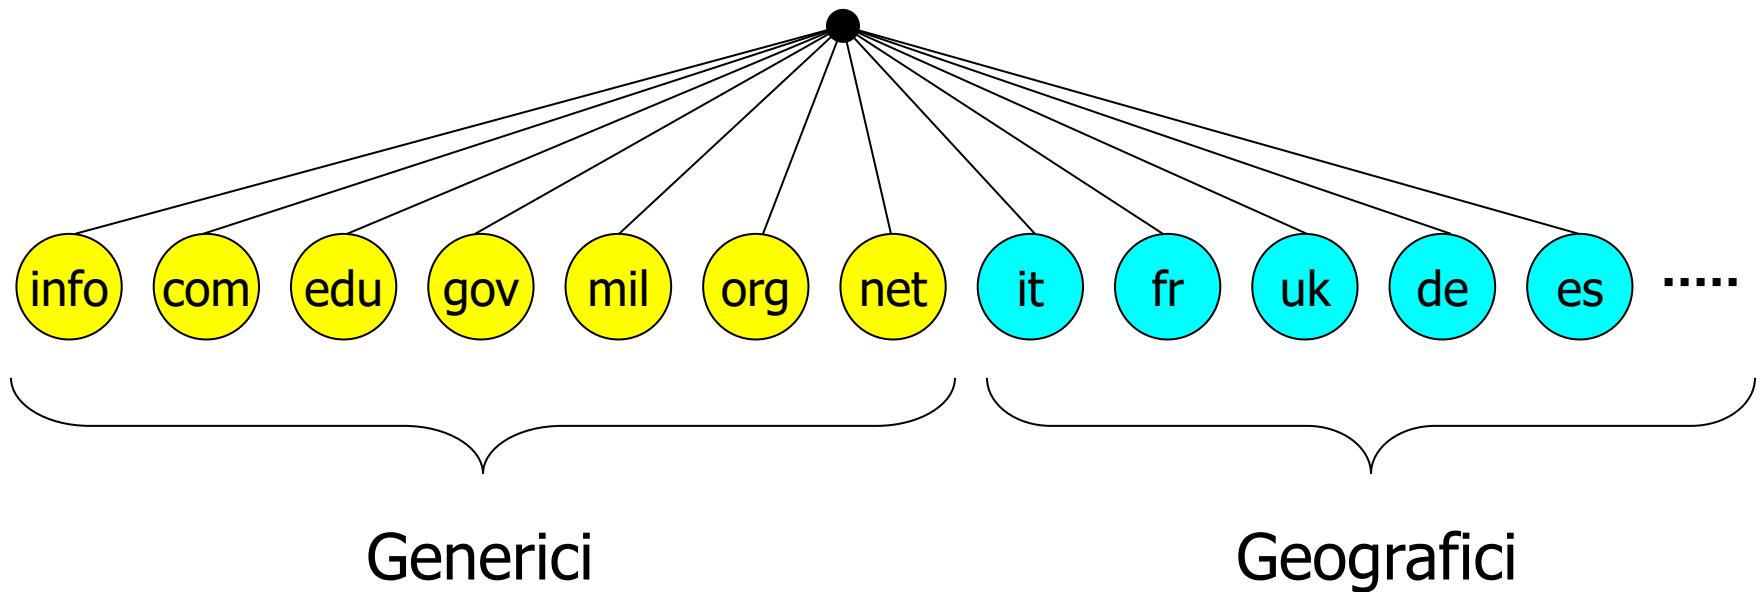 info com edu gov mil org net it fr uk de es .....
Generici Geografici